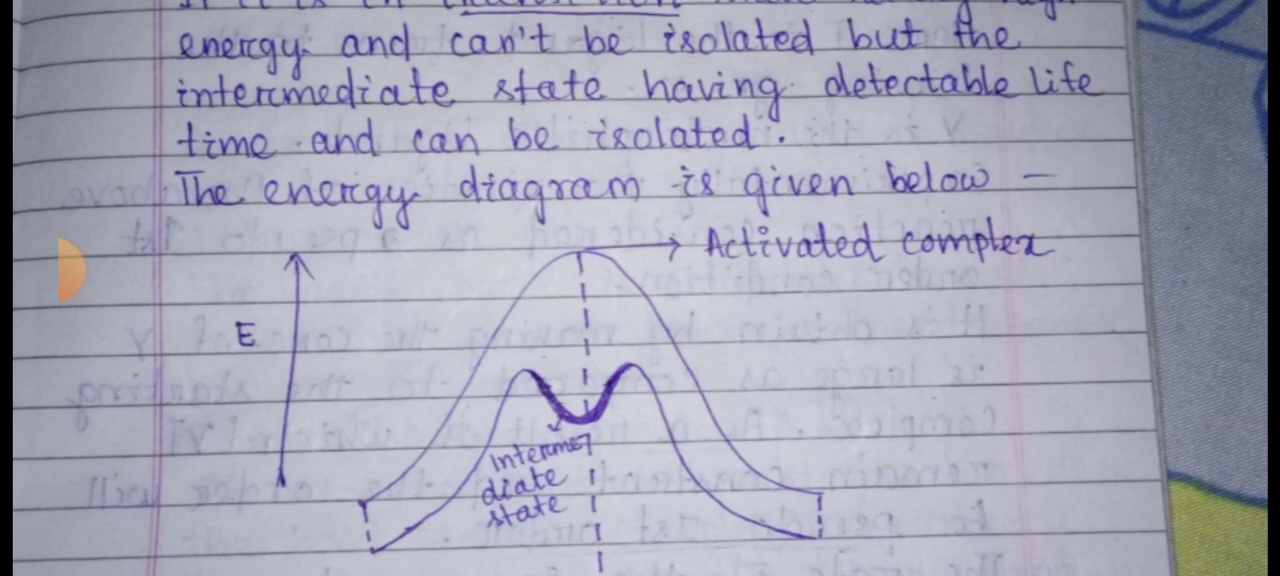 energy and can't be isolated but the
intermediate state having detectable life
time and can be isolated.
The energy diagram is given below –
Activated complex
E
Intermediate
diate
state